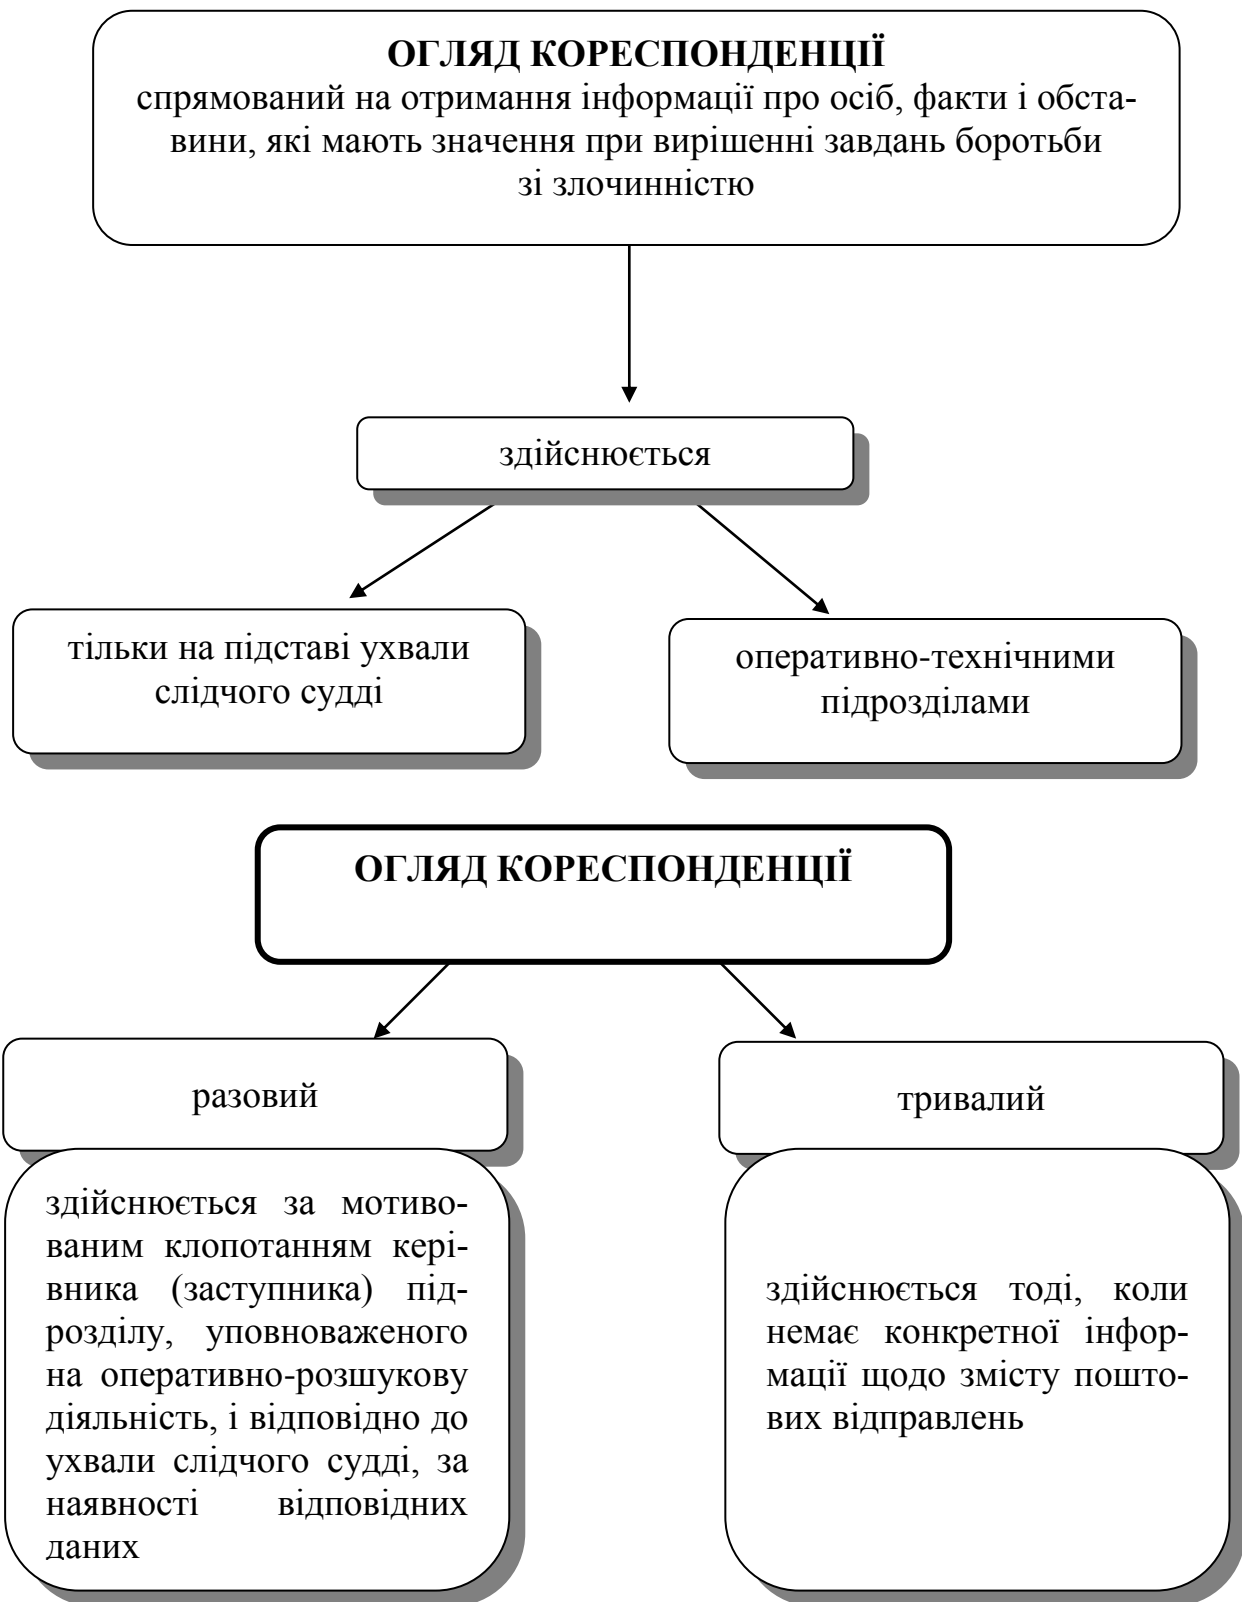 ОГЛЯД КОРЕСПОНДЕНЦІЇ
спрямований на отримання інформації про осіб, факти і обста-
вини, які мають значення при вирішенні завдань боротьби
зі злочинністю
здійснюється
тільки на підставі ухвали
слідчого судді
оперативно-технічними
підрозділами
ОГЛЯД КОРЕСПОНДЕНЦІЇ
разовий
тривалий
здійснюється за мотиво-
ваним клопотанням кері-
вника (заступника) під-
розділу, уповноваженого
на оперативно-розшукову
діяльність, і відповідно до
ухвали слідчого судді, за
наявності відповідних
даних
здійснюється тоді, коли
немає конкретної інфор-
мації щодо змісту пошто-
вих відправлень